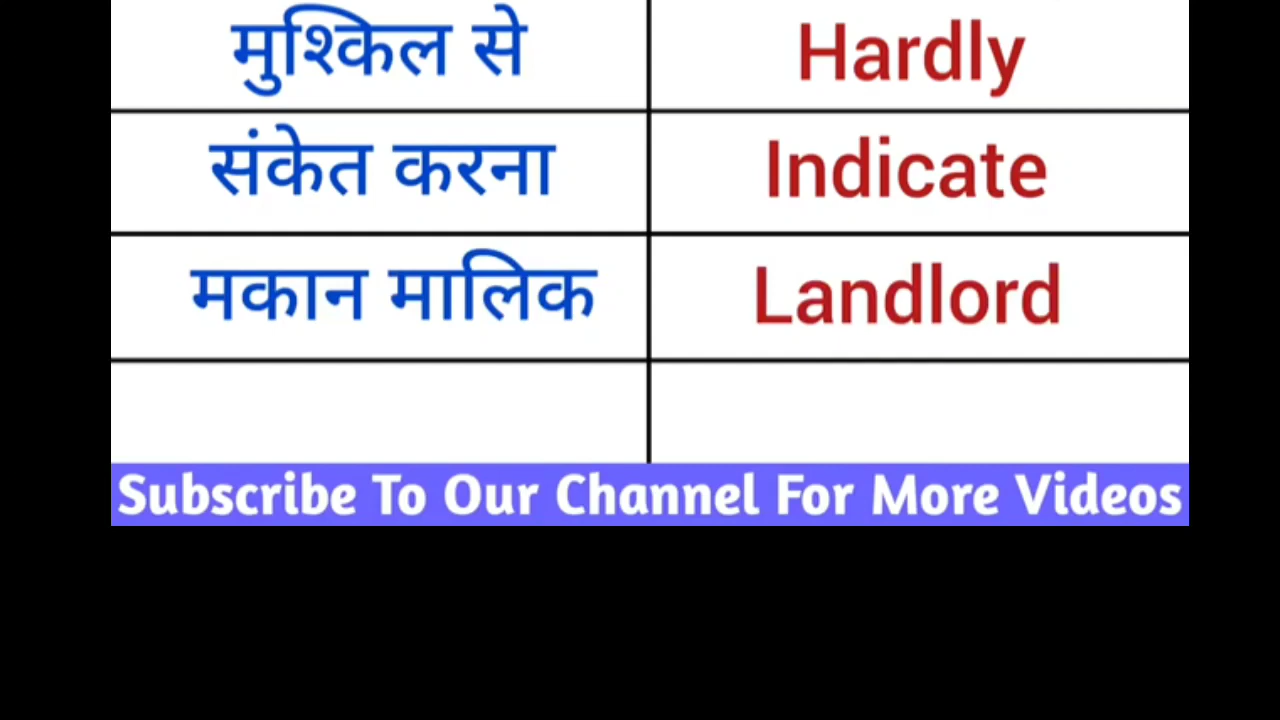 मुश्किल से Hardly
संकेत करना Indicate
मकान मालिक Landlord
Subscribe To Our Channel For More Videos